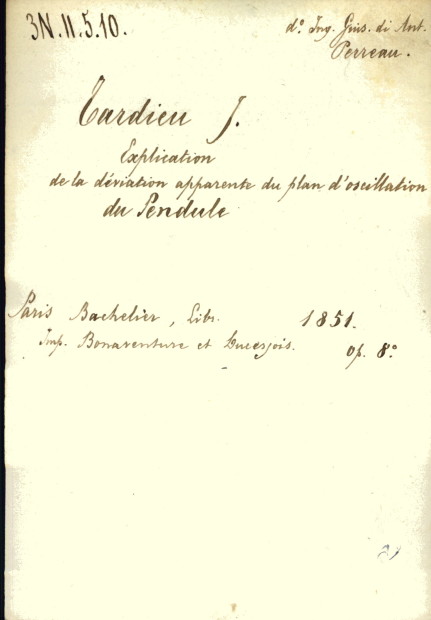 3N.11.5.10.
d.º Ing. Gius. di Ant.
Perreau.
Tardieu J.
Explication
de la déviation apparente du plan d'oscillation
du Pendule
Paris Bachelier, Libr. 1851.
Imp. Bonaventure et Ducessois. op. 8.º